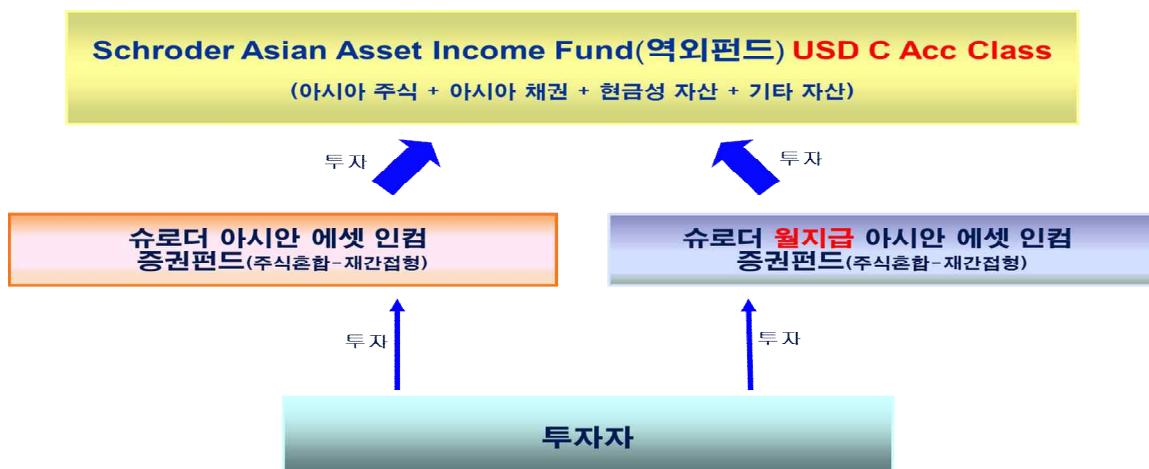 Schroder Asian Asset Income Fund(역외펀드) USD C Acc Class
(아시아 주식 + 아시아 채권 + 현금성 자산 + 기타 자산)
투자
투자
슈로더 아시안 에셋 인컴
증권펀드(주식혼합-재간접형)
슈로더 월지급 아시안 에셋 인컴
증권펀드(주식혼합-재간접형)
투자
투자
투자자